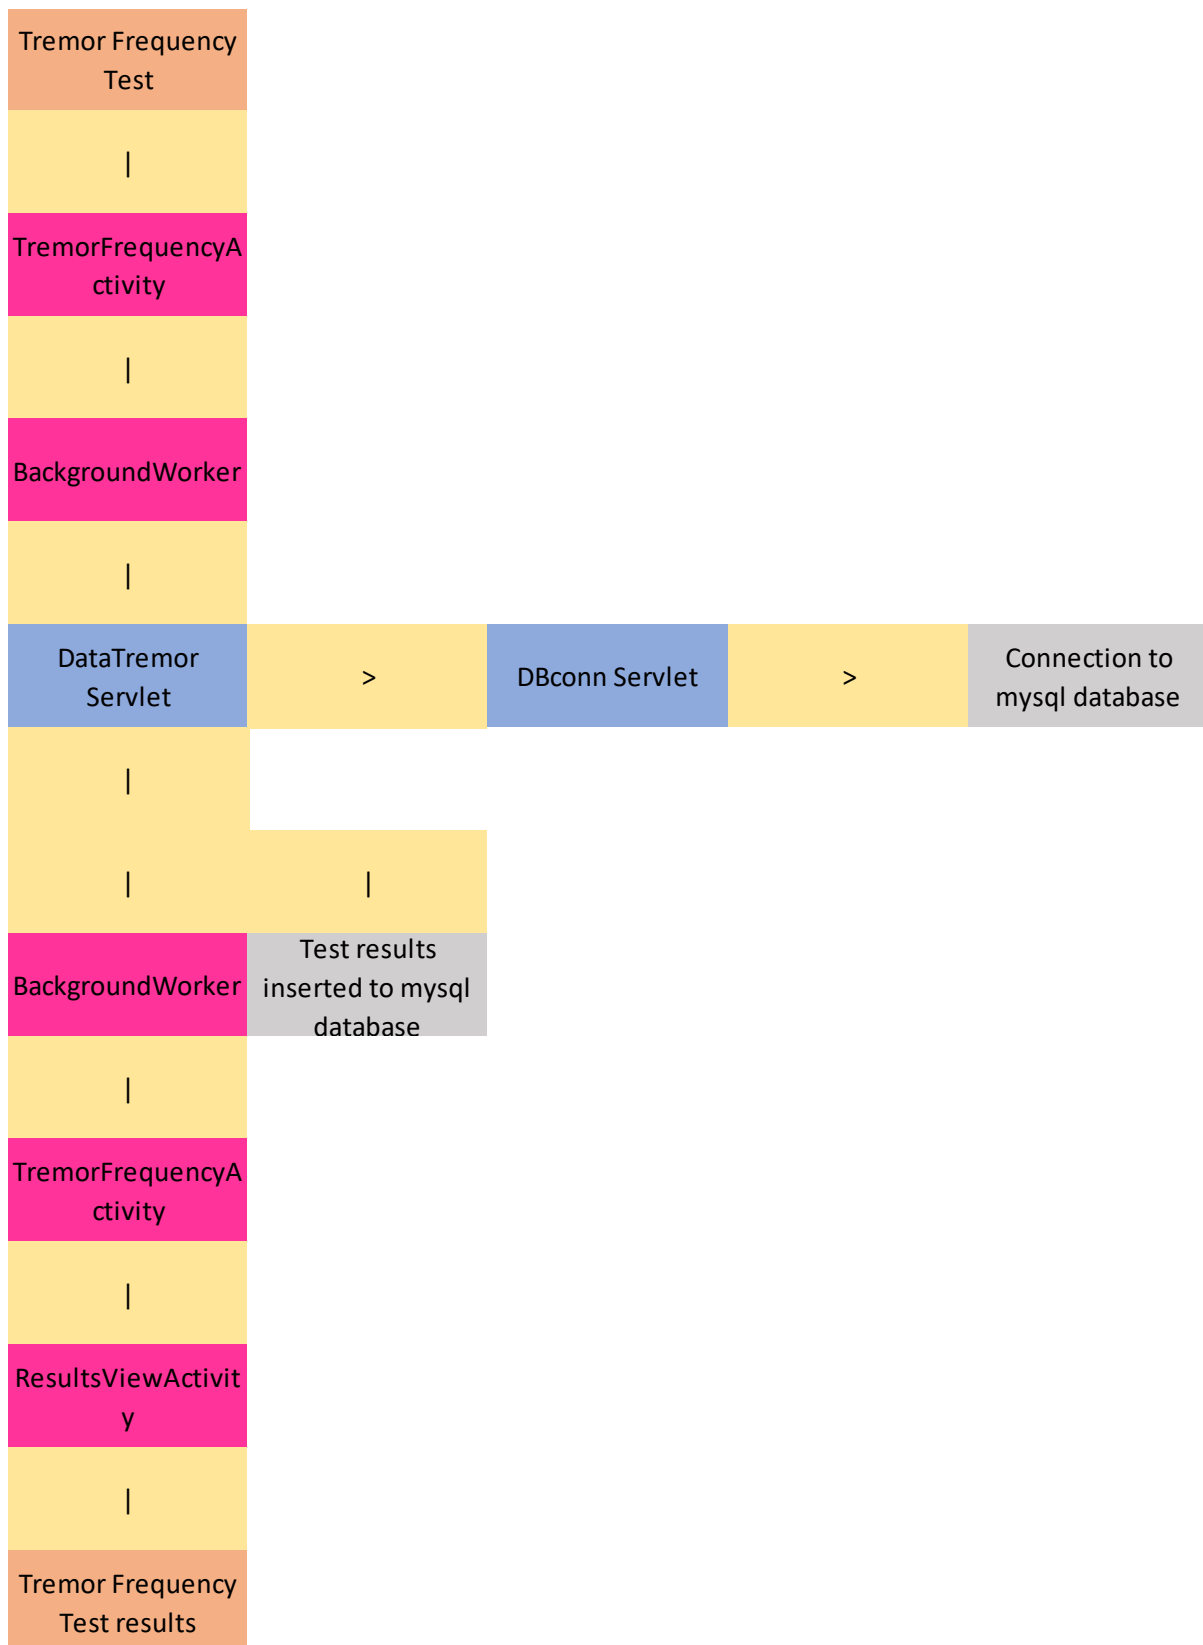 Tremor Frequency
Test
|
TremorFrequencyA
ctivity
|
BackgroundWorker
|
DataTremor
Servlet
>
DBconn Servlet
>
Connection to
mysql database
|
|
|
BackgroundWorker
Test results
inserted to mysql
database
|
TremorFrequencyA
ctivity
|
ResultsViewActivit
y
|
Tremor Frequency
Test results